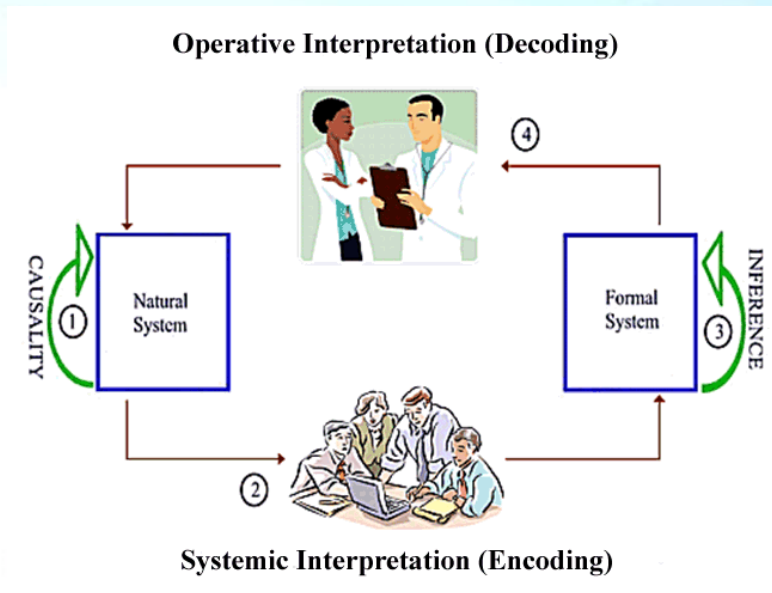 Operative Interpretation (Decoding)
4
CAUSALITY
1
Natural
System
Formal
System
3
INFERENCE
2
Systemic Interpretation (Encoding)